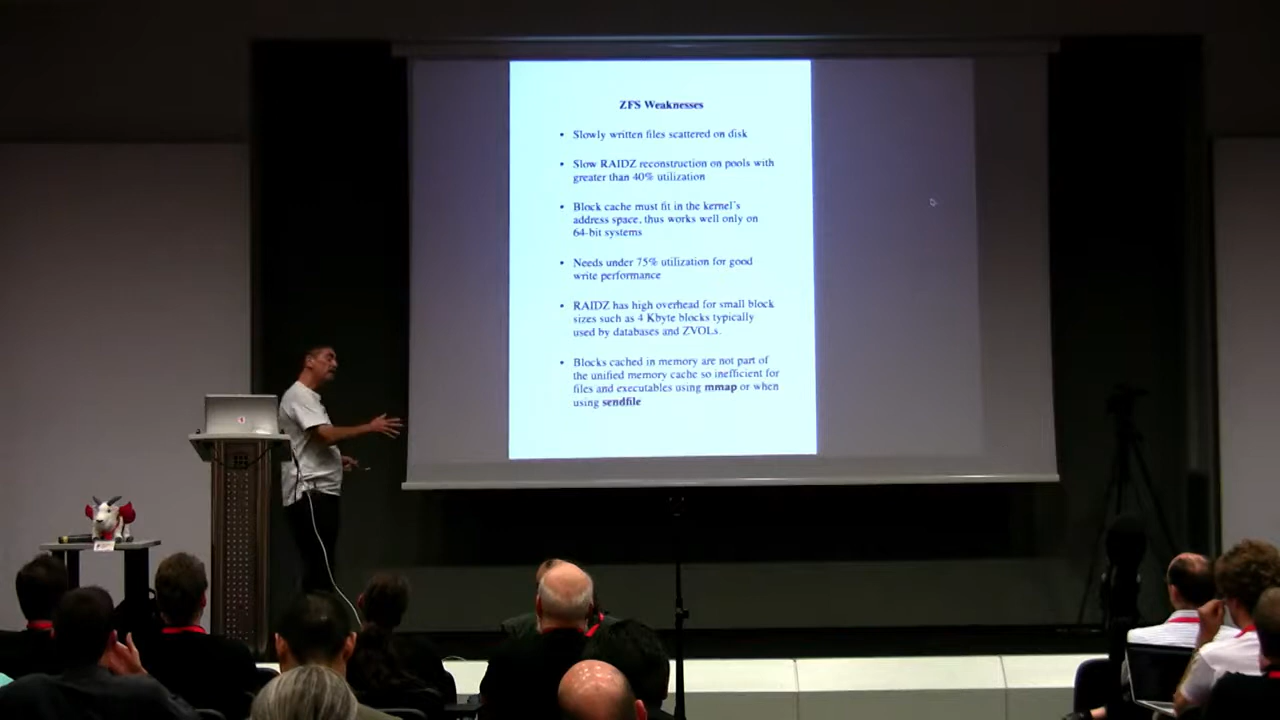 ZFS Weaknesses
• Slowly written files scattered on disk
• Slow RAIDZ reconstruction on pools with
greater than 40% utilization
• Block cache must fit in the kernel's
address space, thus works well only on
64-bit systems
• Needs under 75% utilization for good
write performance
• RAIDZ has high overhead for small block
sizes such as 4 Kbyte blocks typically
used by databases and ZVOLs.
• Blocks cached in memory are not part of
the unified memory cache so inefficient for
files and executables using mmap or when
using sendfile